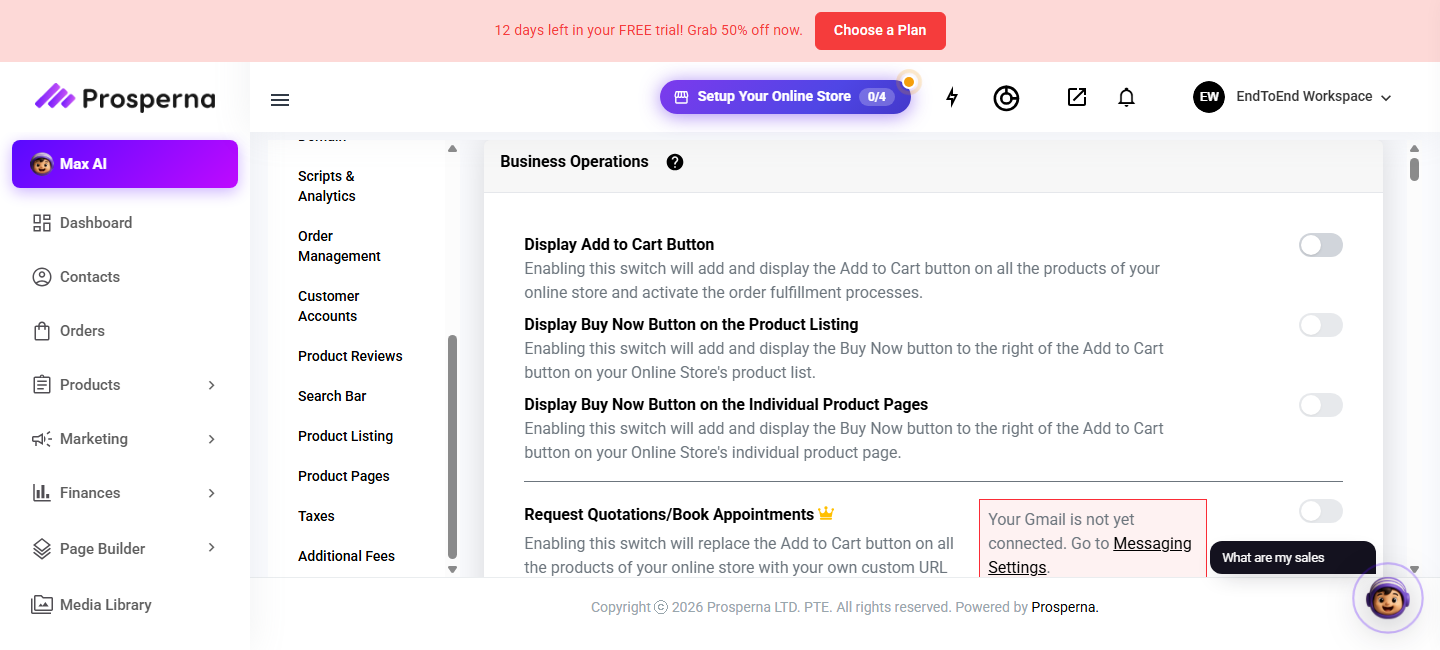 12 days left in your FREE trial! Grab 50% off now.
Choose a Plan
Prosperna
Setup Your Online Store
0/4
EW
EndToEnd Workspace
Max AI
Dashboard
Contacts
Orders
Products
Marketing
Finances
Page Builder
Media Library
Scripts &
Analytics
Order
Management
Customer
Accounts
Product Reviews
Search Bar
Product Listing
Product Pages
Taxes
Additional Fees
Business Operations
Display Add to Cart Button
Enabling this switch will add and display the Add to Cart button on all the products of your
online store and activate the order fulfillment processes.
Display Buy Now Button on the Product Listing
Enabling this switch will add and display the Buy Now button to the right of the Add to Cart
button on your Online Store's product list.
Display Buy Now Button on the Individual Product Pages
Enabling this switch will add and display the Buy Now button to the right of the Add to Cart
button on your Online Store's individual product page.
Request Quotations/Book Appointments
Enabling this switch will replace the Add to Cart button on all
the products of your online store with your own custom URL
Your Gmail is not yet
connected. Go to Messaging
Settings.
What are my sales
Copyright © 2026 Prosperna LTD. PTE. All rights reserved. Powered by Prosperna.